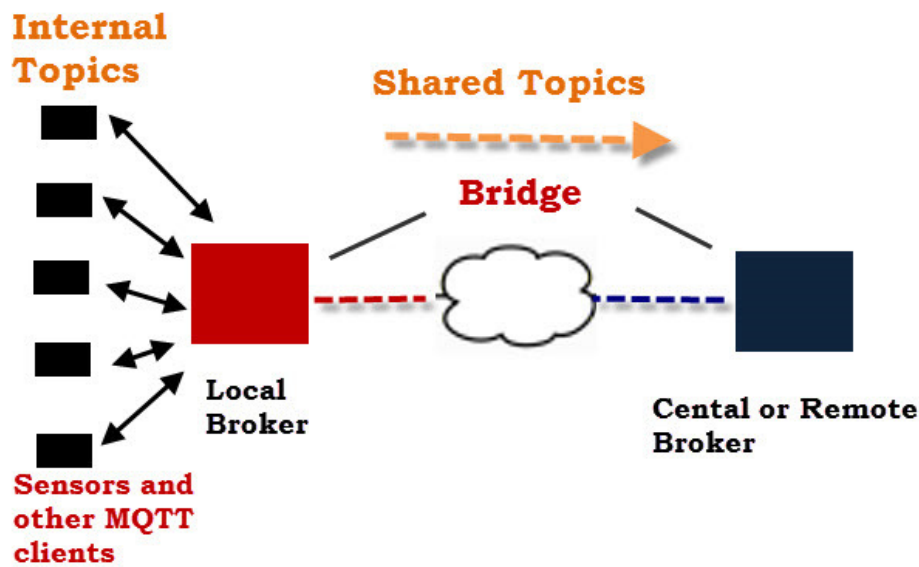 Internal
Topics
Shared Topics
Bridge
Local
Broker
Cental or Remote
Broker
Sensors and
other MQTT
clients